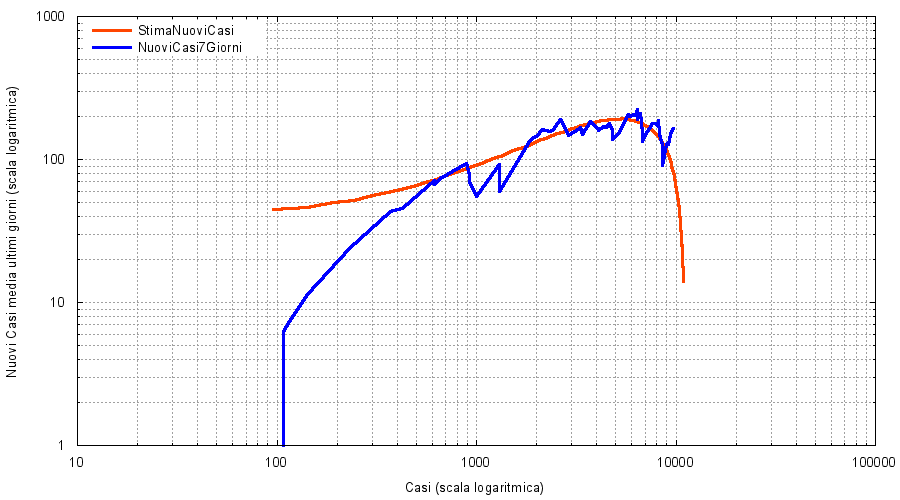 1000
StimaNuoviCasi
NuoviCasi7Giorni
100
10
1
Nuovi Casi media ultimi giorni (scala logaritmica)
10
100
1000
10000
100000
Casi (scala logaritmica)